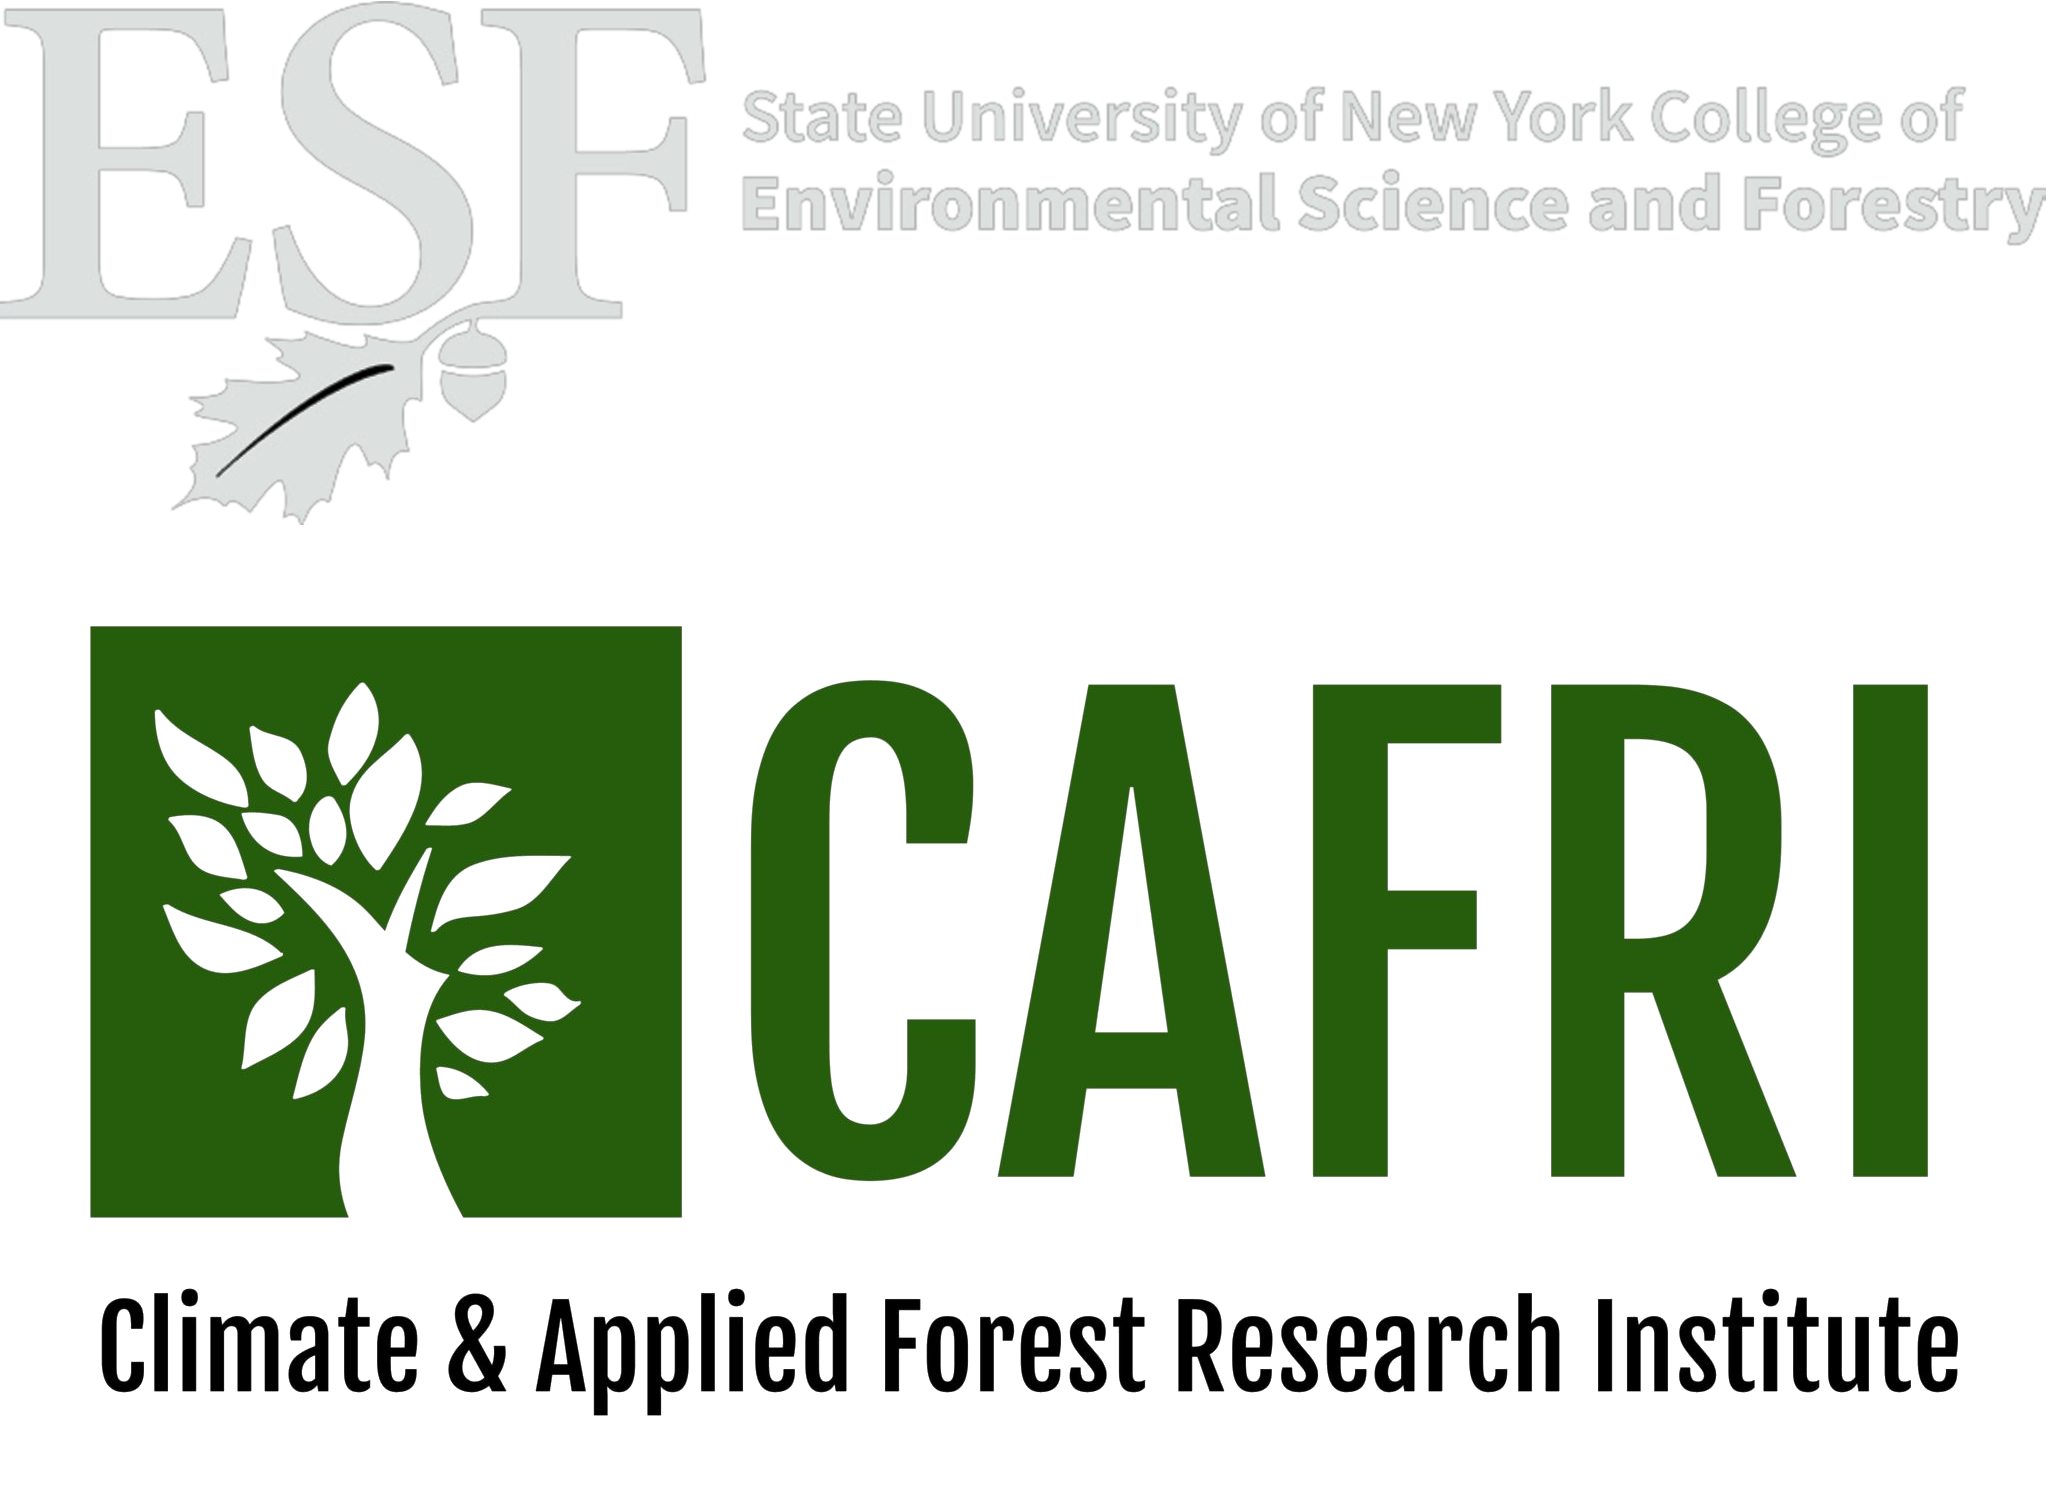 ESF
State University of New York College of
Environmental Science and Forestry
CAFRI
Climate & Applied Forest Research Institute